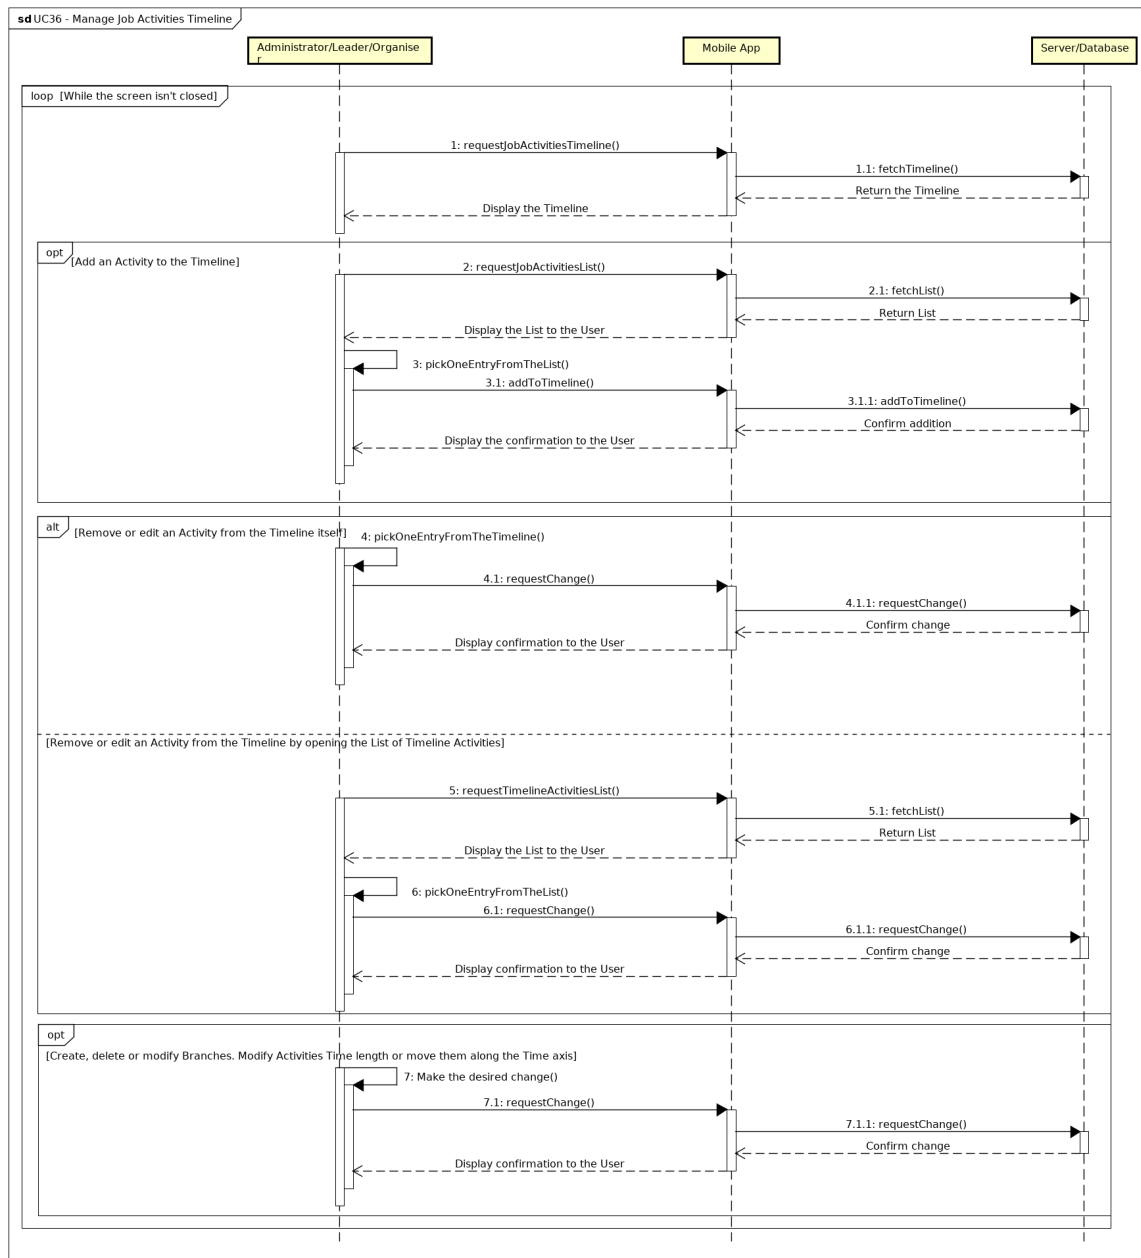 sd UC36 - Manage Job Activities Timeline
Administrator/Leader/Organise
r
Mobile App
Server/Database
loop [While the screen isn't closed]
1: requestJobActivitiesTimeline()
1.1: fetchTimeline()
Return the Timeline
Display the Timeline
opt
[Add an Activity to the Timeline]
2: requestJobActivitiesList()
2.1: fetchList()
Return List
Display the List to the User
3: pickOneEntryFromTheList()
3.1: addToTimeline()
3.1.1: addToTimeline()
Confirm addition
Display the confirmation to the User
alt
[Remove or edit an Activity from the Timeline itself]
4: pickOneEntryFromTheTimeline()
4.1: requestChange()
4.1.1: requestChange()
Confirm change
Display confirmation to the User
[Remove or edit an Activity from the Timeline by opening the List of Timeline Activities]
5: requestTimelineActivitiesList()
5.1: fetchList()
Return List
Display the List to the User
6: pickOneEntryFromTheList()
6.1: requestChange()
6.1.1: requestChange()
Confirm change
Display confirmation to the User
opt
[Create, delete or modify Branches. Modify Activities Time length or move them along the Time axis]
7: Make the desired change()
7.1: requestChange()
7.1.1: requestChange()
Confirm change
Display confirmation to the User